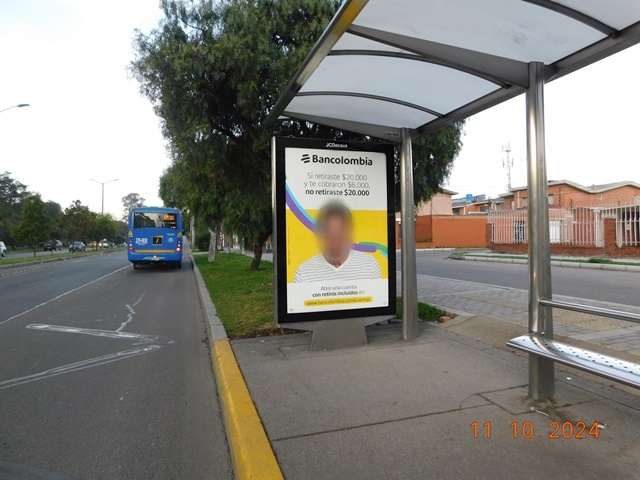 JCDecaux
Bancolombia
Si retiraste $20.000
y te cobraron $6.000,
no retiraste $20.000
Abre una cuenta
con retiros incluidos en
11 10 2024